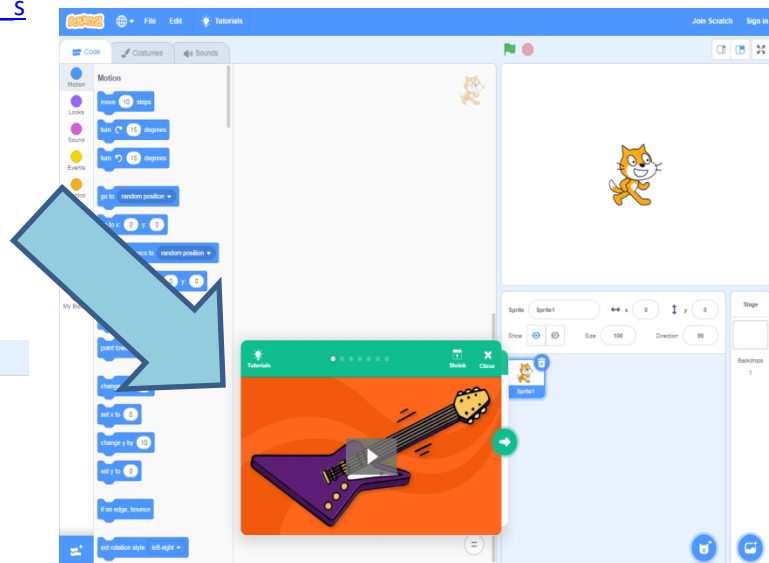 s
SCRATCH File Edit Tutorials Join Scratch Sign in
Code Costumes Sounds
Motion
Looks
Sound
Events
Motion
move 10 steps
turn 15 degrees
turn 15 degrees
go to random position
x: 0 y: 0
random position
y 0
My
point
change
set x to 0
change y by 10
set y to 0
if on edge, bounce
set rotation style left-right
Tutorials Shrink Close
Sprite Sprite1 x 0 y 0
Show Size 100 Direction 90
Sprite1
Stage
Backdrops
1